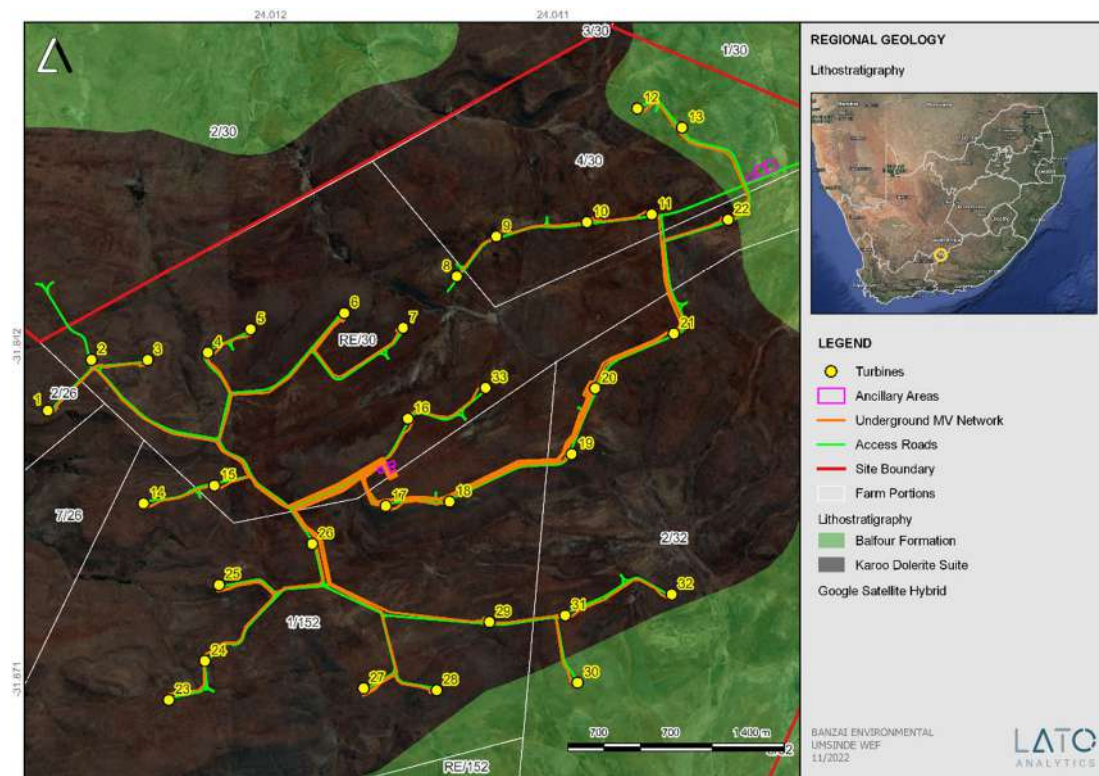 24.012
24.041
3/30
1/30
2/30
12
13
4/30
11
10
22
9
8
6
5
7
RE/30
4
21
-31.842
2
3
33
20
1
2/26
16
19
15
14
17
18
7/26
26
2/32
25
32
29
31
1/152
24
-31.871
23
27
28
30
RE/152
700
700
1 400 m
REGIONAL GEOLOGY
Lithostratigraphy
LEGEND
Turbines
Ancillary Areas
Underground MV Network
Access Roads
Site Boundary
Farm Portions
Lithostratigraphy
Balfour Formation
Karoo Dolerite Suite
Google Satellite Hybrid
BANZAI ENVIRONMENTAL
UMSINDE WEF
11/2022
LATO
ANALYTICS